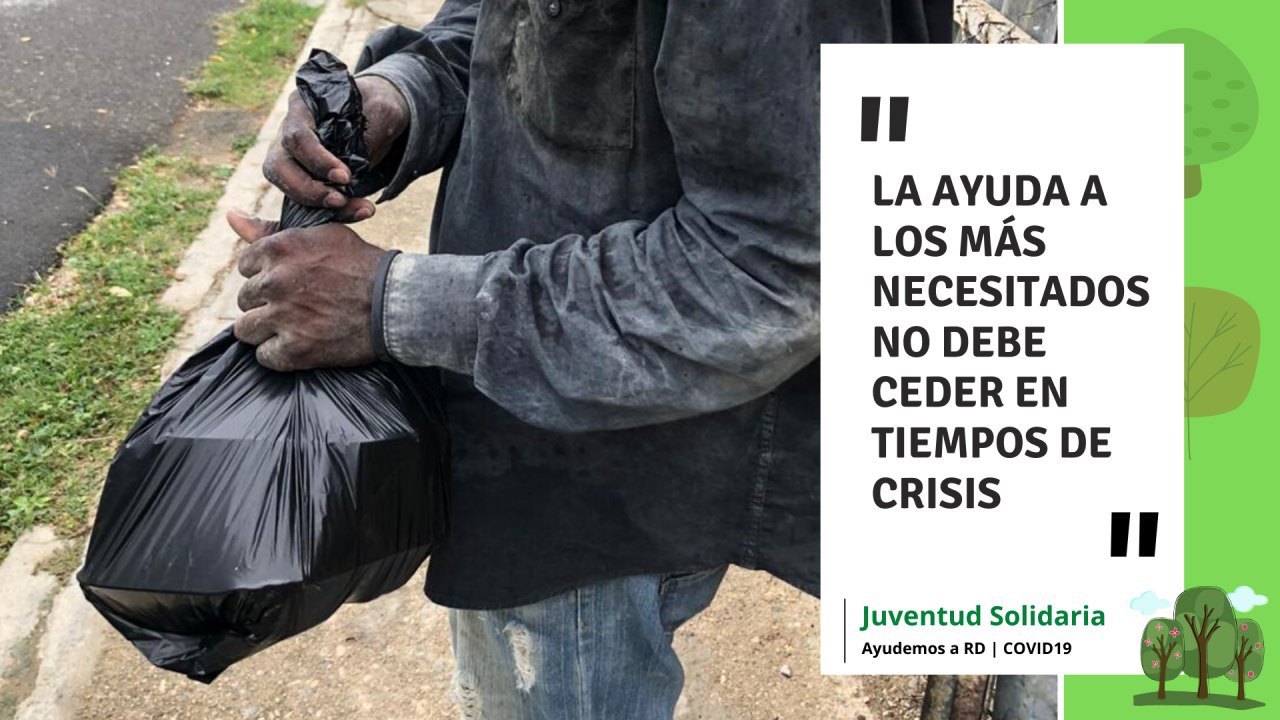 "
LA AYUDA A
LOS MÁS
NECESITADOS
NO DEBE
CEDER EN
TIEMPOS DE
CRISIS
"
Juventud Solidaria
Ayudemos a RD | COVID19